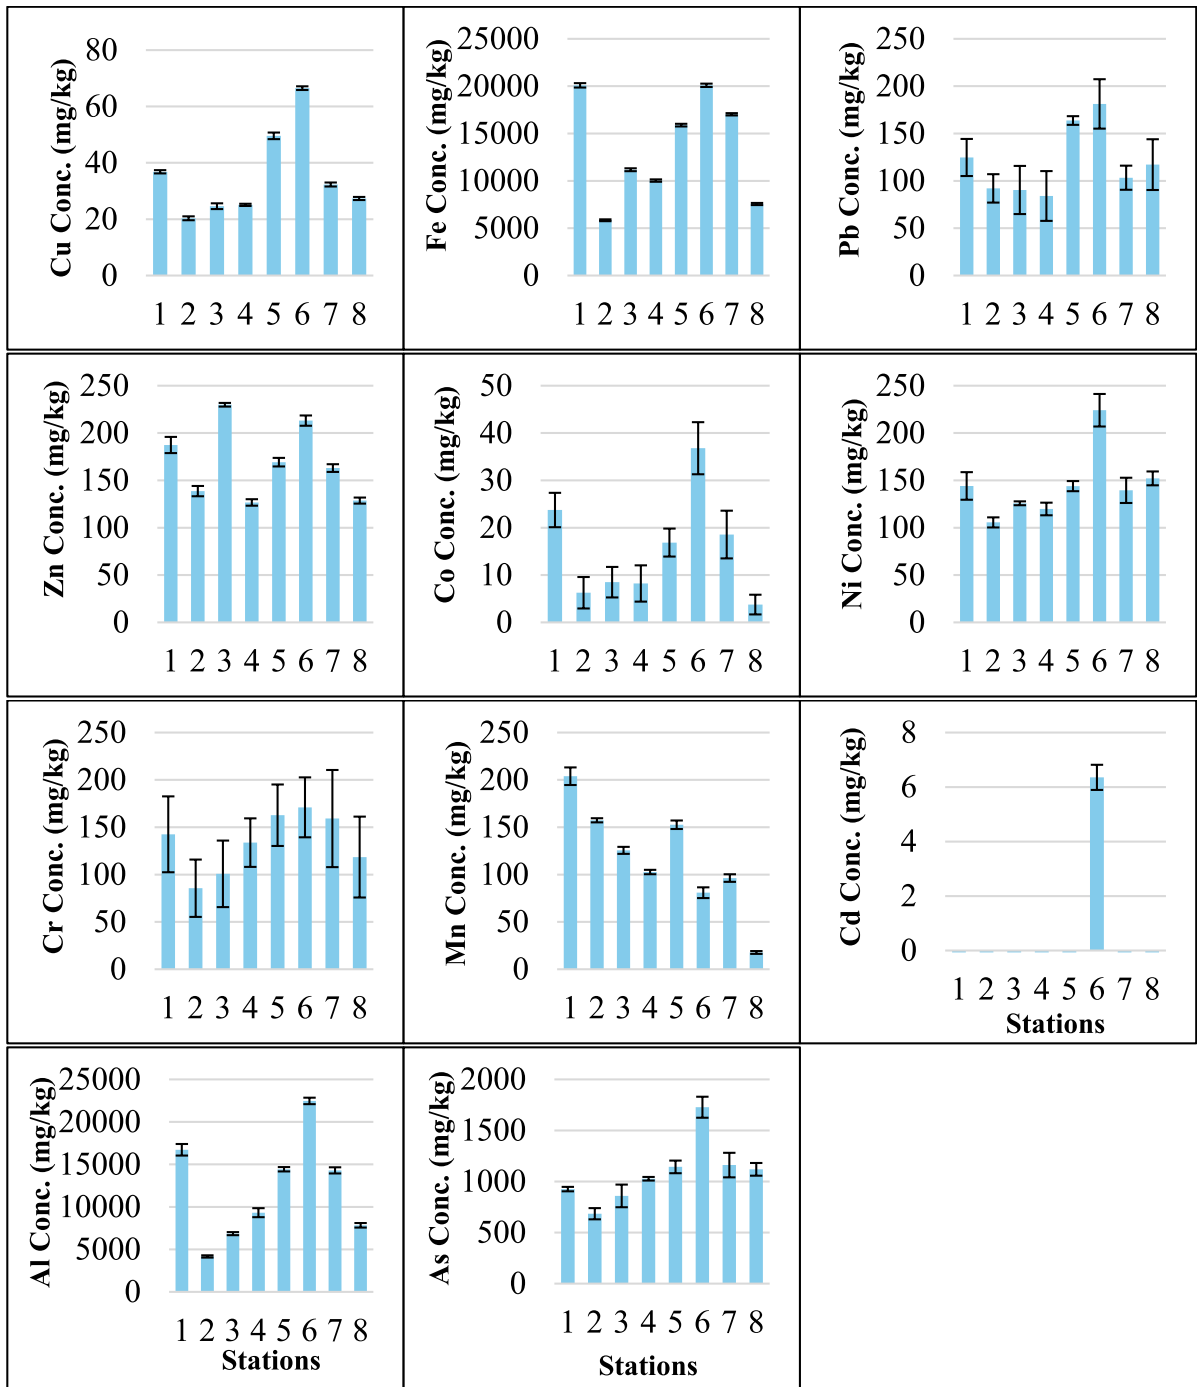 Cu Conc. (mg/kg)
80
60
40
20
0
1 2 3 4 5 6 7 8
Fe Conc. (mg/kg)
25000
20000
15000
10000
5000
0
1 2 3 4 5 6 7 8
Pb Conc. (mg/kg)
250
200
150
100
50
0
1 2 3 4 5 6 7 8
Zn Conc. (mg/kg)
250
200
150
100
50
0
1 2 3 4 5 6 7 8
Co Conc. (mg/kg)
50
40
30
20
10
0
1 2 3 4 5 6 7 8
Ni Conc. (mg/kg)
250
200
150
100
50
0
1 2 3 4 5 6 7 8
Cr Conc. (mg/kg)
250
200
150
100
50
0
1 2 3 4 5 6 7 8
Mn Conc. (mg/kg)
250
200
150
100
50
0
1 2 3 4 5 6 7 8
Cd Conc. (mg/kg)
8
6
4
2
0
1 2 3 4 5 6 7 8
Stations
Al Conc. (mg/kg)
25000
20000
15000
10000
5000
0
1 2 3 4 5 6 7 8
Stations
As Conc. (mg/kg)
2000
1500
1000
500
0
1 2 3 4 5 6 7 8
Stations